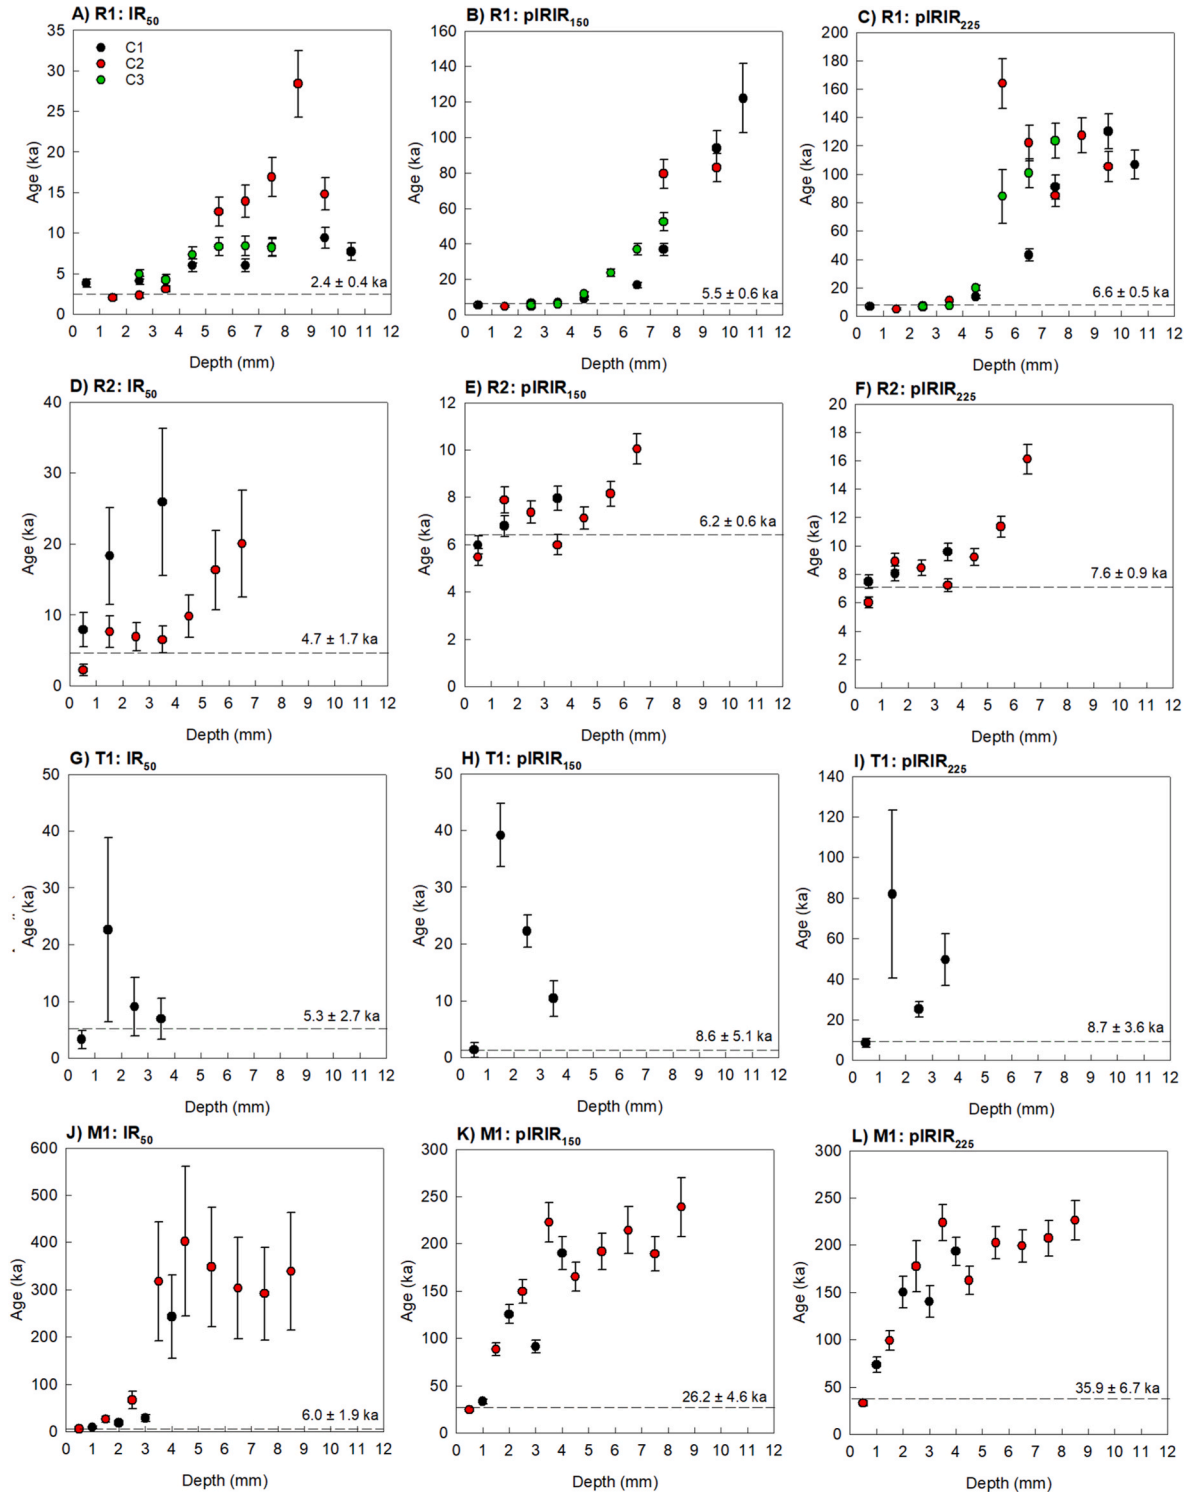 A) R1: IR50
B) R1: pIRIR150
C) R1: pIRIR225
C1
C2
C3
35
30
25
20
15
10
5
0
Age (ka)
2.4 ± 0.4 ka
0 1 2 3 4 5 6 7 8 9 10 11 12
Depth (mm)
160
140
120
100
80
60
40
20
0
Age (ka)
5.5 ± 0.6 ka
0 1 2 3 4 5 6 7 8 9 10 11 12
Depth (mm)
200
180
160
140
120
100
80
60
40
20
0
Age (ka)
6.6 ± 0.5 ka
0 1 2 3 4 5 6 7 8 9 10 11 12
Depth (mm)
D) R2: IR50
40
30
20
10
0
Age (ka)
4.7 ± 1.7 ka
0 1 2 3 4 5 6 7 8 9 10 11 12
Depth (mm)
E) R2: pIRIR150
12
10
8
6
4
2
0
Age (ka)
6.2 ± 0.6 ka
0 1 2 3 4 5 6 7 8 9 10 11 12
Depth (mm)
F) R2: pIRIR225
20
18
16
14
12
10
8
6
4
2
0
Age (ka)
7.6 ± 0.9 ka
0 1 2 3 4 5 6 7 8 9 10 11 12
Depth (mm)
G) T1: IR50
50
40
30
20
10
0
Age (ka)
5.3 ± 2.7 ka
0 1 2 3 4 5 6 7 8 9 10 11 12
Depth (mm)
H) T1: pIRIR150
50
40
30
20
10
0
Age (ka)
8.6 ± 5.1 ka
0 1 2 3 4 5 6 7 8 9 10 11 12
Depth (mm)
I) T1: pIRIR225
140
120
100
80
60
40
20
0
Age (ka)
8.7 ± 3.6 ka
0 1 2 3 4 5 6 7 8 9 10 11 12
Depth (mm)
J) M1: IR50
600
500
400
300
200
100
0
Age (ka)
6.0 ± 1.9 ka
0 1 2 3 4 5 6 7 8 9 10 11 12
Depth (mm)
K) M1: pIRIR150
300
250
200
150
100
50
0
Age (ka)
26.2 ± 4.6 ka
0 1 2 3 4 5 6 7 8 9 10 11 12
Depth (mm)
L) M1: pIRIR225
300
250
200
150
100
50
0
Age (ka)
35.9 ± 6.7 ka
0 1 2 3 4 5 6 7 8 9 10 11 12
Depth (mm)